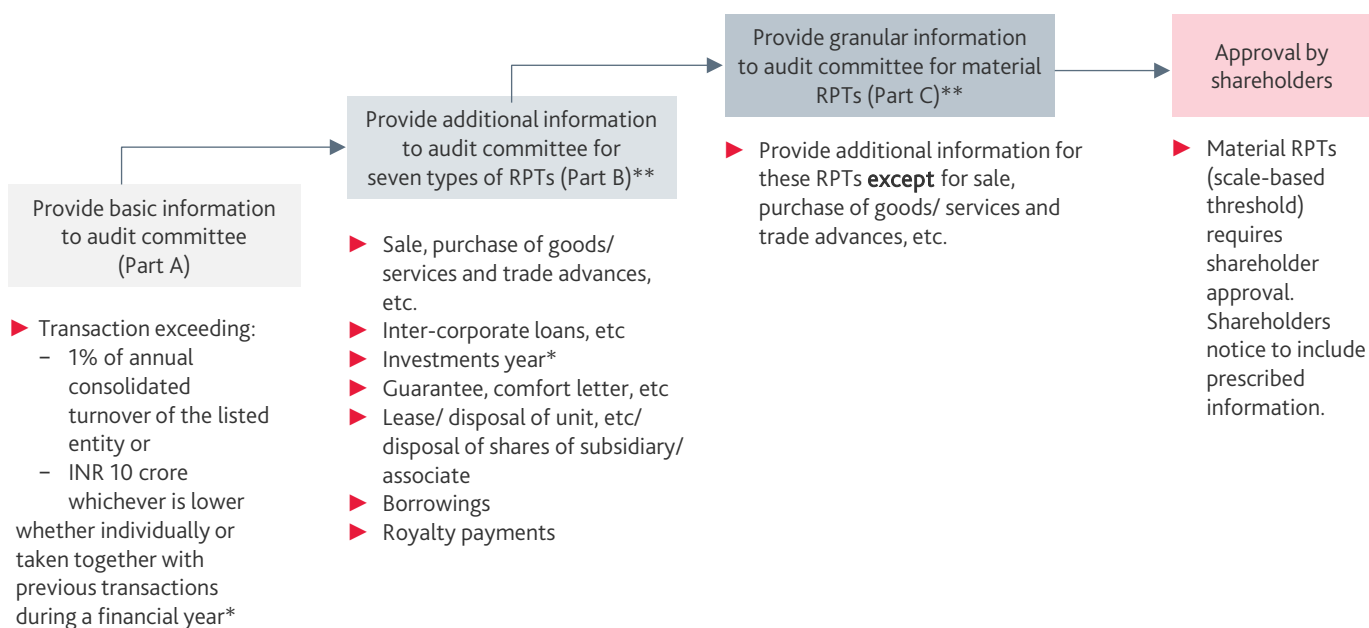 Provide basic information
to audit committee
(Part A)
► Transaction exceeding:
– 1% of annual
consolidated
turnover of the listed
entity or
– INR 10 crore
whichever is lower
whether individually or
taken together with
previous transactions
during a financial year*
Provide additional information
to audit committee for
seven types of RPTs (Part B)**
► Sale, purchase of goods/
services and trade advances,
etc.
► Inter-corporate loans, etc
► Investments year*
► Guarantee, comfort letter, etc
► Lease/ disposal of unit, etc/
disposal of shares of subsidiary/
associate
► Borrowings
► Royalty payments
Provide granular information
to audit committee for material
RPTs (Part C)**
► Provide additional information for
these RPTs except for sale,
purchase of goods/ services and
trade advances, etc.
Approval by
shareholders
► Material RPTs
(scale-based
threshold)
requires
shareholder
approval.
Shareholders
notice to include
prescribed
information.